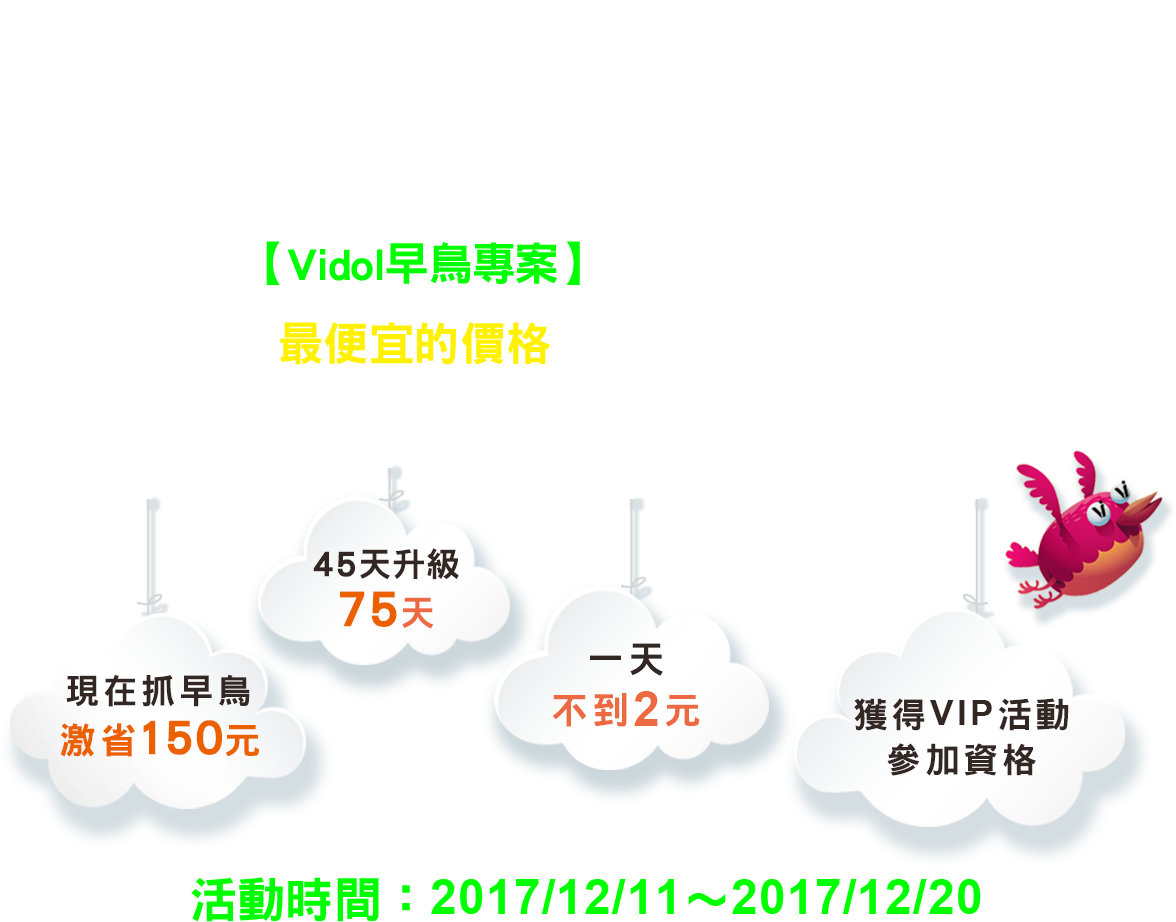 【Vidol早鳥專案】
最便宜的價格
45天升級
75天
現在抓早鳥
激省150元
一天
不到2元
獲得VIP活動
參加資格
活動時間：2017/12/11～2017/12/20